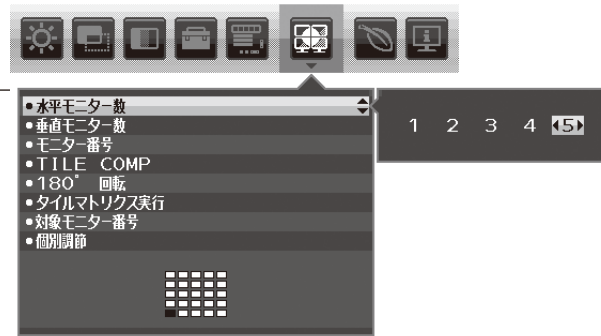 ●水平モニター数
●垂直モニター数
●モニター番号
●TILE COMP
●180° 回転
●タイルマトリクス実行
●対象モニター番号
●個別調節
1 2 3 4 5